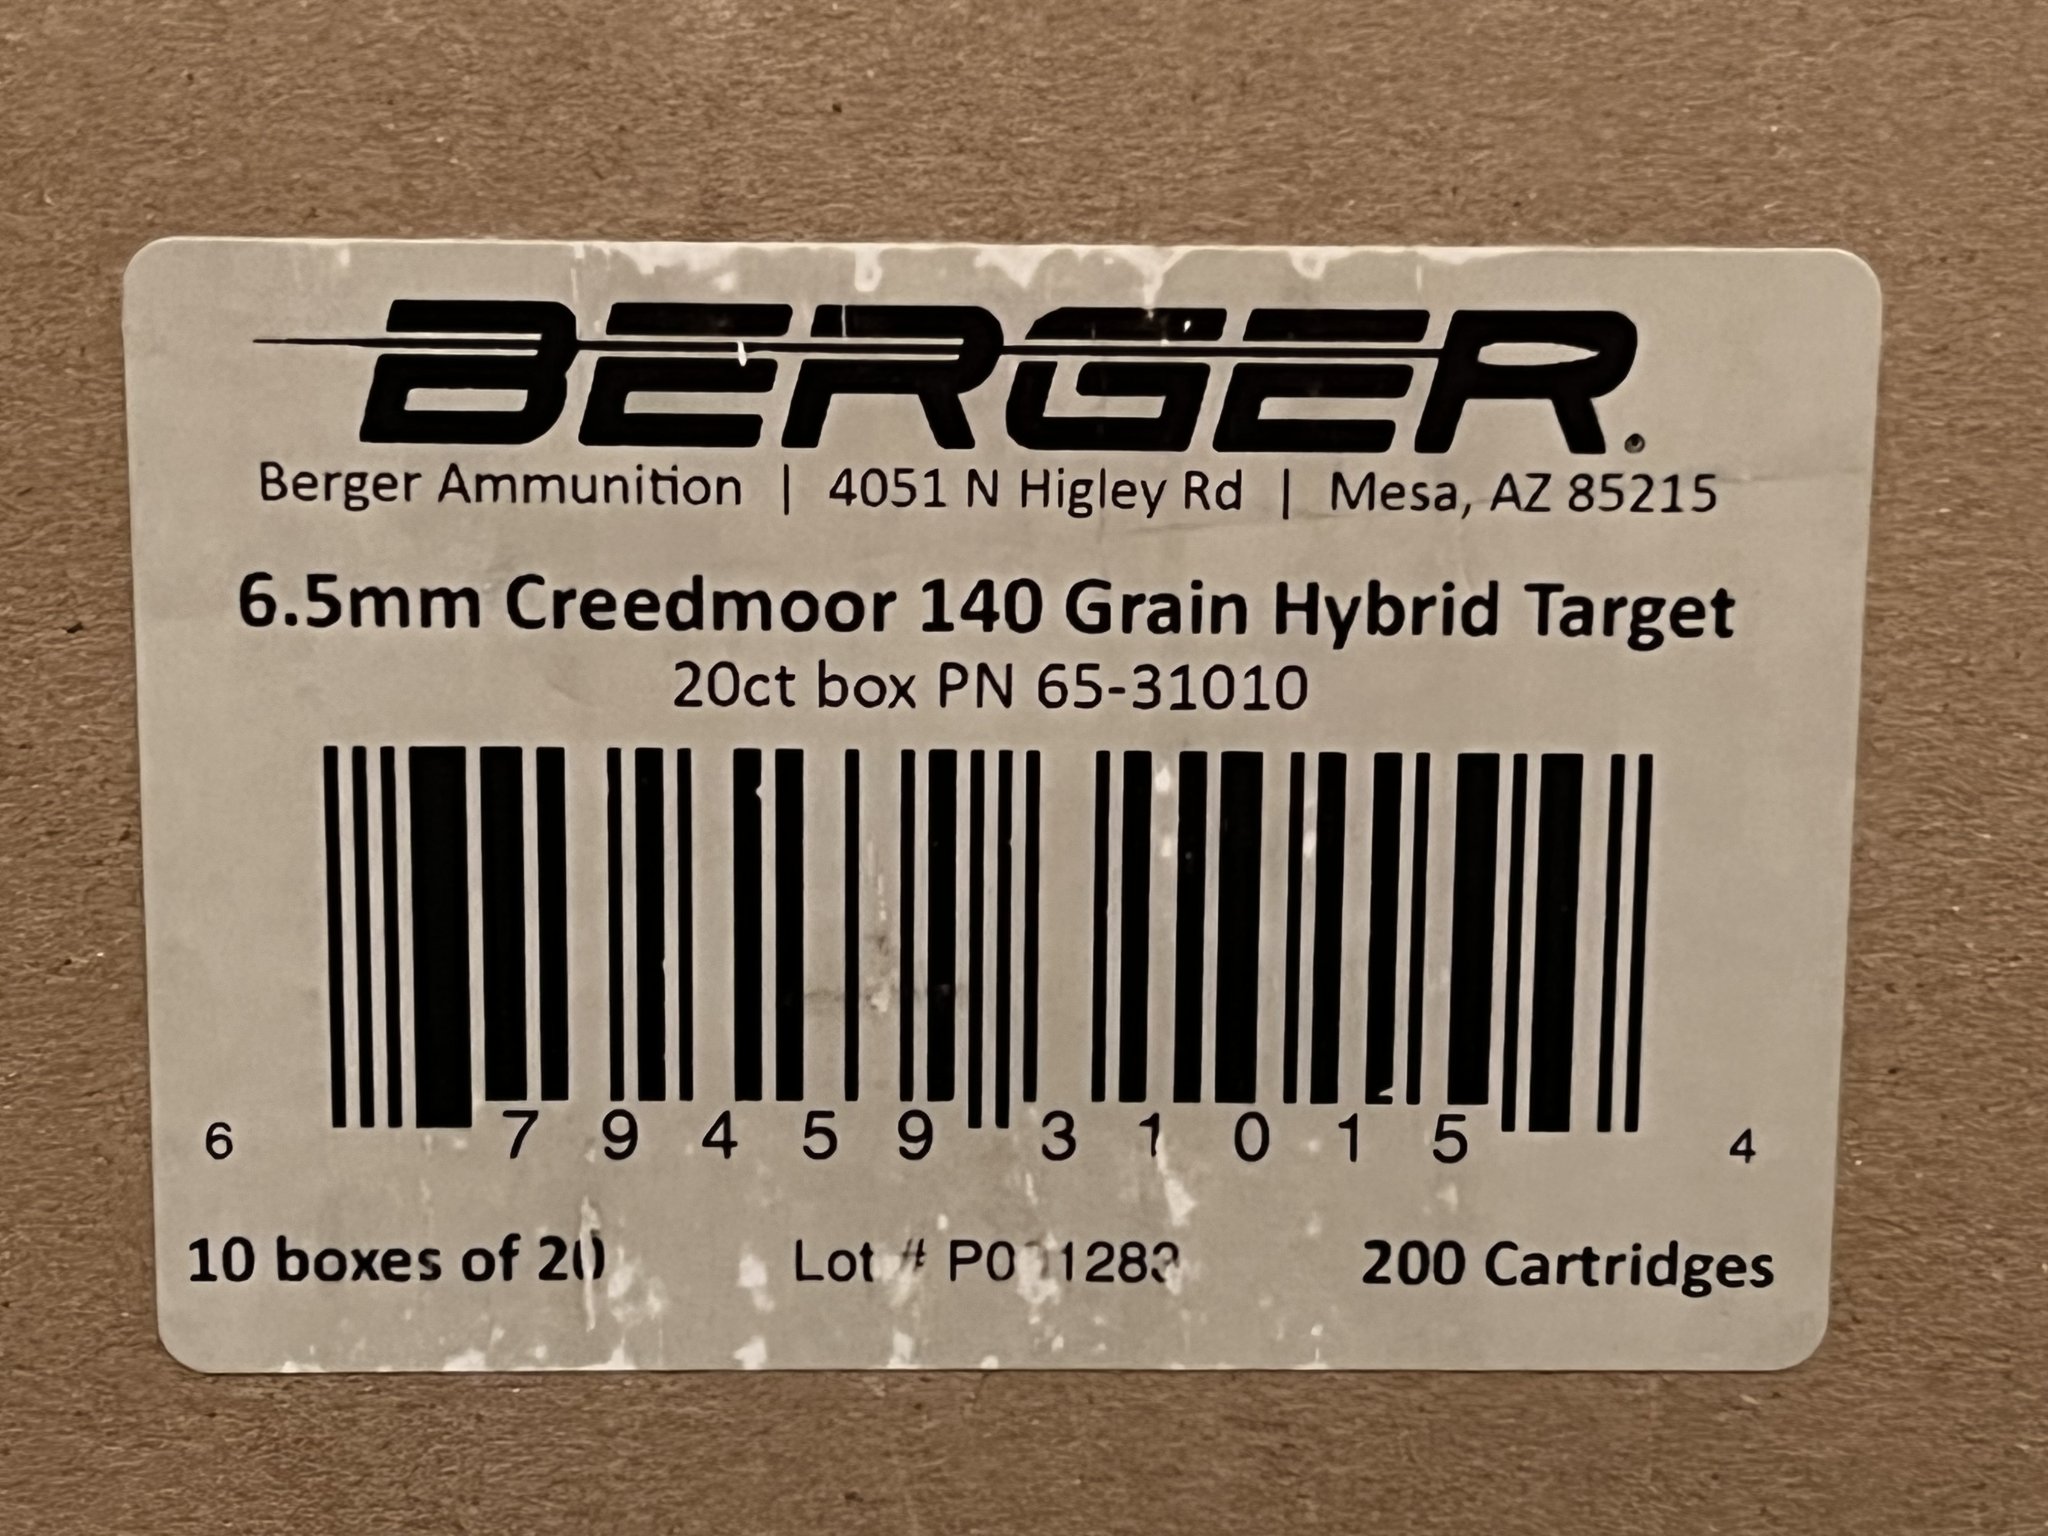 BERGER®
Berger Ammunition | 4051 N Higley Rd | Mesa, AZ 85215
6.5mm Creedmoor 140 Grain Hybrid Target
20ct box PN 65-31010
6 79459 31015 4
10 boxes of 20 Lot # 200 Cartridges